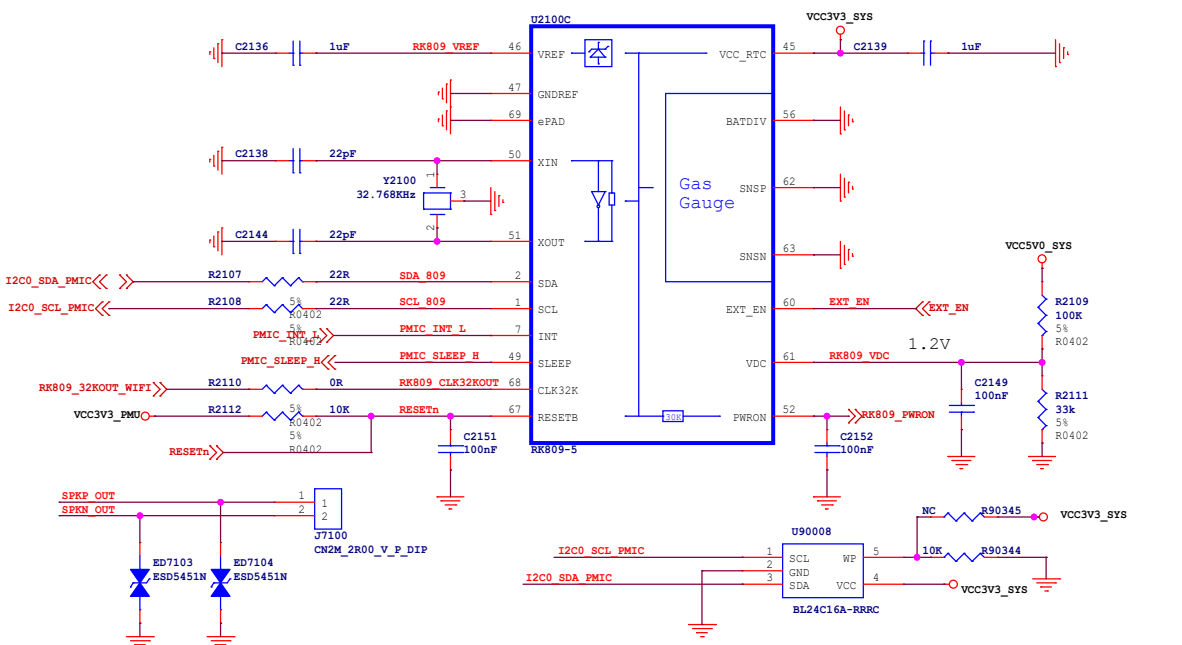 U2100C
VCC3V3_SYS
C2136 1uF RK809_VREF 46 VREF VCC_RTC 45 C2139 1uF
47 GNDREF
69 ePAD BATDIV 56
C2138 22pF 50 XIN
Y2100
32.768KHz
1
3
2
Gas
Gauge
SNSP 62
C2144 22pF 51 XOUT
SNSN 63
VCC5V0_SYS
I2C0_SDA_PMIC R2107 22R SDA_809 2 SDA
5%
R0402
I2C0_SCL_PMIC R2108 22R SCL_809 1 SCL EXT_EN 60 EXT_EN EXT_EN
5%
R0402
R2109
100K
5%
R0402
PMIC_INT_L PMIC_INT_L 7 INT
1.2V
PMIC_SLEEP_H PMIC_SLEEP_H 49 SLEEP VDC 61 RK809_VDC
RK809_32KOUT_WIFI R2110 0R RK809_CLK32KOUT 68 CLK32K
5%
R0402
C2149
100nF
R2111
33k
5%
R0402
VCC3V3_PMU R2112 10K RESETn 67 RESETB 30K PWRON 52 RK809_PWRON
5%
R0402
RESETn
C2151
100nF
RK809-5
C2152
100nF
SPKP_OUT 1 1
SPKN_OUT 2 2
J7100
CN2M_2R00_V_P_DIP
ED7103
ESD5451N
ED7104
ESD5451N
NC R90345 VCC3V3_SYS
U90008
I2C0_SCL_PMIC 1 SCL WP 5 10K R90344
2 GND
I2C0_SDA_PMIC 3 SDA VCC 4 VCC3V3_SYS
BL24C16A-RRRC